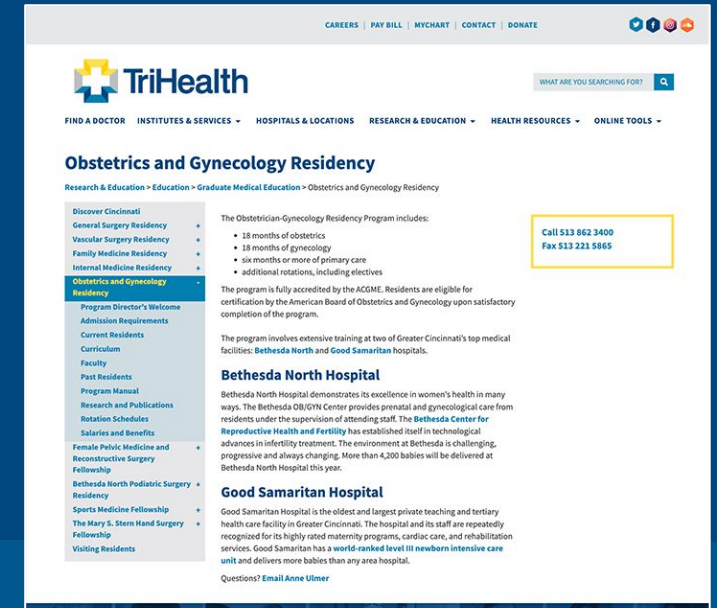 CAREERS | PAY BILL | MYCHART | CONTACT | DONATE
TriHealth
WHAT ARE YOU SEARCHING FOR?
FIND A DOCTOR INSTITUTES & SERVICES HOSPITALS & LOCATIONS RESEARCH & EDUCATION HEALTH RESOURCES ONLINE TOOLS
Obstetrics and Gynecology Residency
Research & Education > Education > Graduate Medical Education > Obstetrics and Gynecology Residency
Discover Cincinnati
General Surgery Residency +
Vascular Surgery Residency +
Family Medicine Residency +
Internal Medicine Residency +
Obstetrics and Gynecology -
Residency
Program Director's Welcome
Admission Requirements
Current Residents
Curriculum
Faculty
Past Residents
Program Manual
Research and Publications
Rotation Schedules
Salaries and Benefits
Female Pelvic Medicine and +
Reconstructive Surgery
Fellowship
Bethesda North Podiatric Surgery +
Residency
Sports Medicine Fellowship +
The Mary S. Stern Hand Surgery +
Fellowship
Visiting Residents
The Obstetrician-Gynecology Residency Program includes:
• 18 months of obstetrics
• 18 months of gynecology
• six months or more of primary care
• additional rotations, including electives
The program is fully accredited by the ACGME. Residents are eligible for
certification by the American Board of Obstetrics and Gynecology upon satisfactory
completion of the program.
The program involves extensive training at two of Greater Cincinnati's top medical
facilities: Bethesda North and Good Samaritan hospitals.
Bethesda North Hospital
Bethesda North Hospital demonstrates its excellence in women's health in many
ways. The Bethesda OB/GYN Center provides prenatal and gynecological care from
residents under the supervision of attending staff. The Bethesda Center for
Reproductive Health and Fertility has established itself in technological
advances in infertility treatment. The environment at Bethesda is challenging,
progressive and always changing. More than 4,200 babies will be delivered at
Bethesda North Hospital this year.
Good Samaritan Hospital
Good Samaritan Hospital is the oldest and largest private teaching and tertiary
health care facility in Greater Cincinnati. The hospital and its staff are repeatedly
recognized for its highly rated maternity programs, cardiac care, and rehabilitation
services. Good Samaritan has a world-ranked level III newborn intensive care
unit and delivers more babies than any area hospital.
Questions? Email Anne Ulmer
Call 513 862 3400
Fax 513 221 5865